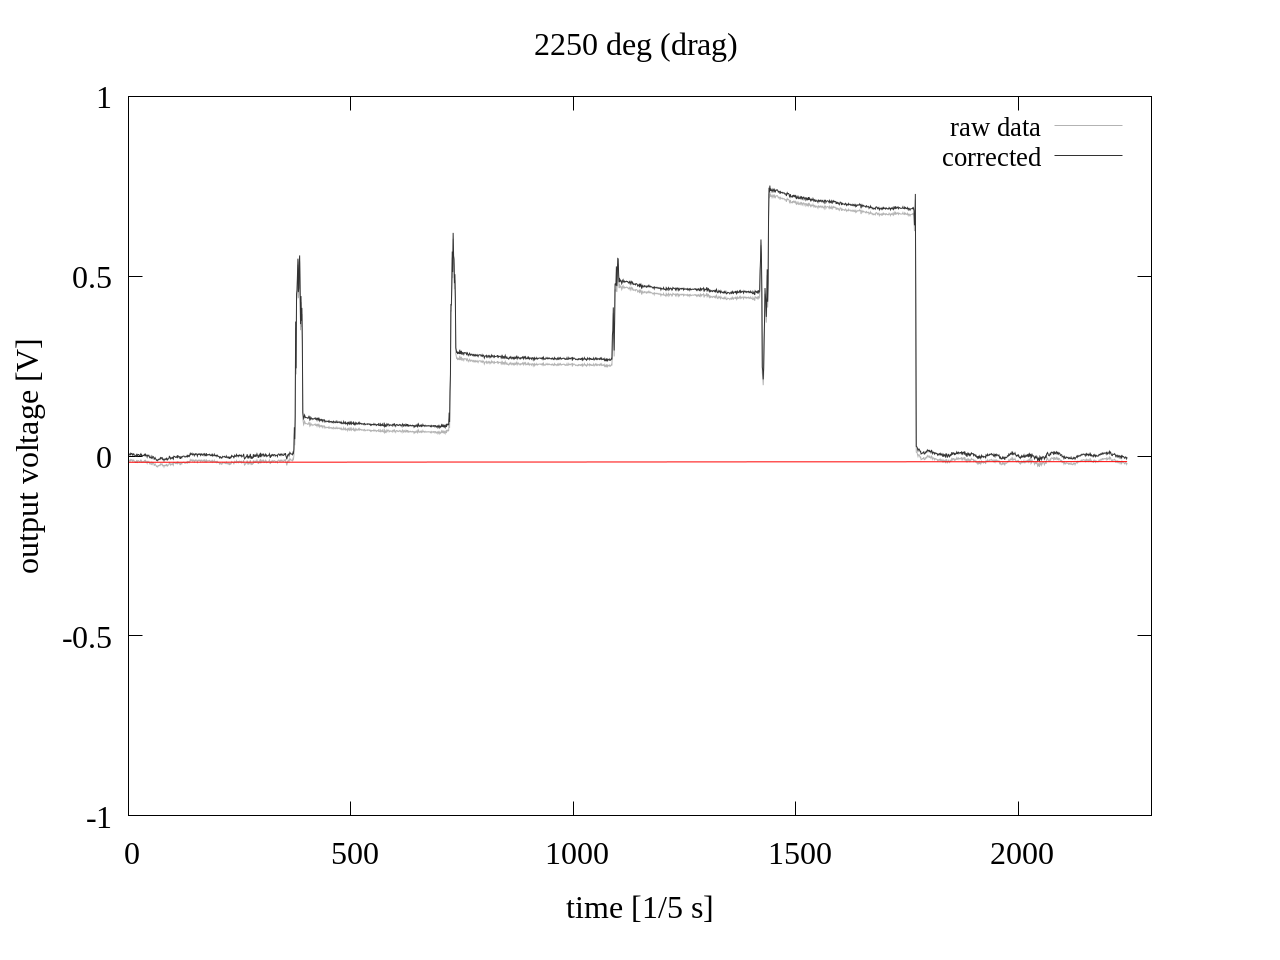 2250 deg (drag)
1
0.5
0
-0.5
-1
output voltage [V]
raw data
corrected
0 500 1000 1500 2000
time [1/5 s]